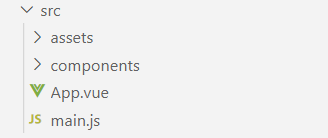 src
assets
components
App.vue
JS main.js